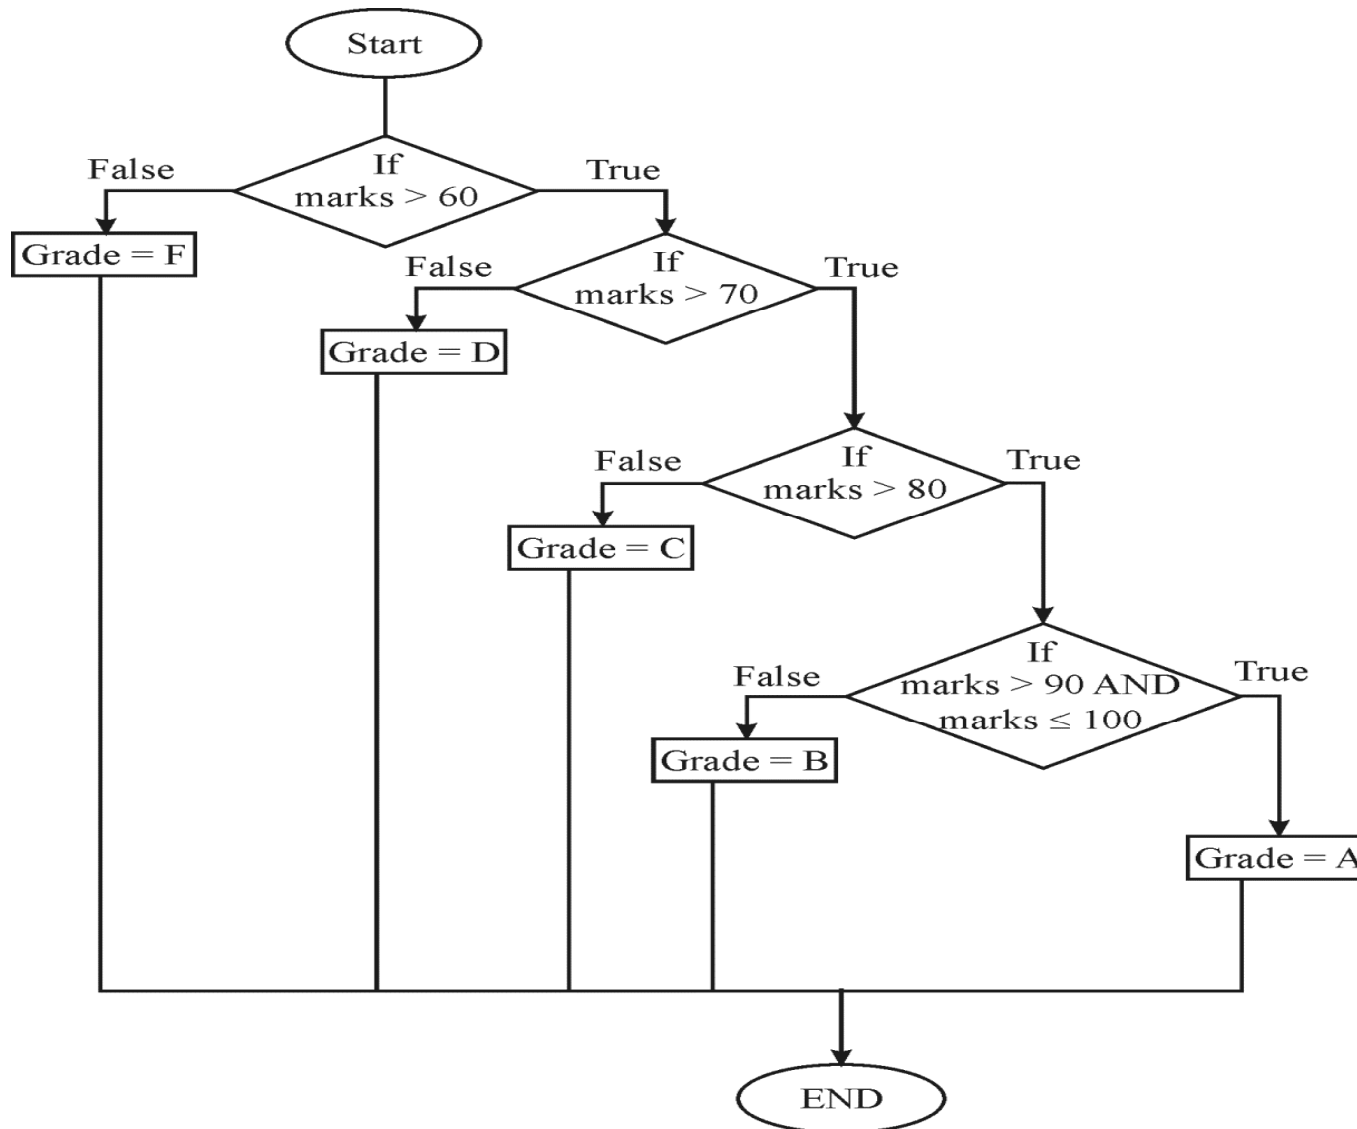 Start
If
marks > 60
False
True
Grade = F
If
marks > 70
False
True
Grade = D
If
marks > 80
False
True
Grade = C
If
marks > 90 AND
marks ≤ 100
False
True
Grade = B
Grade = A
END